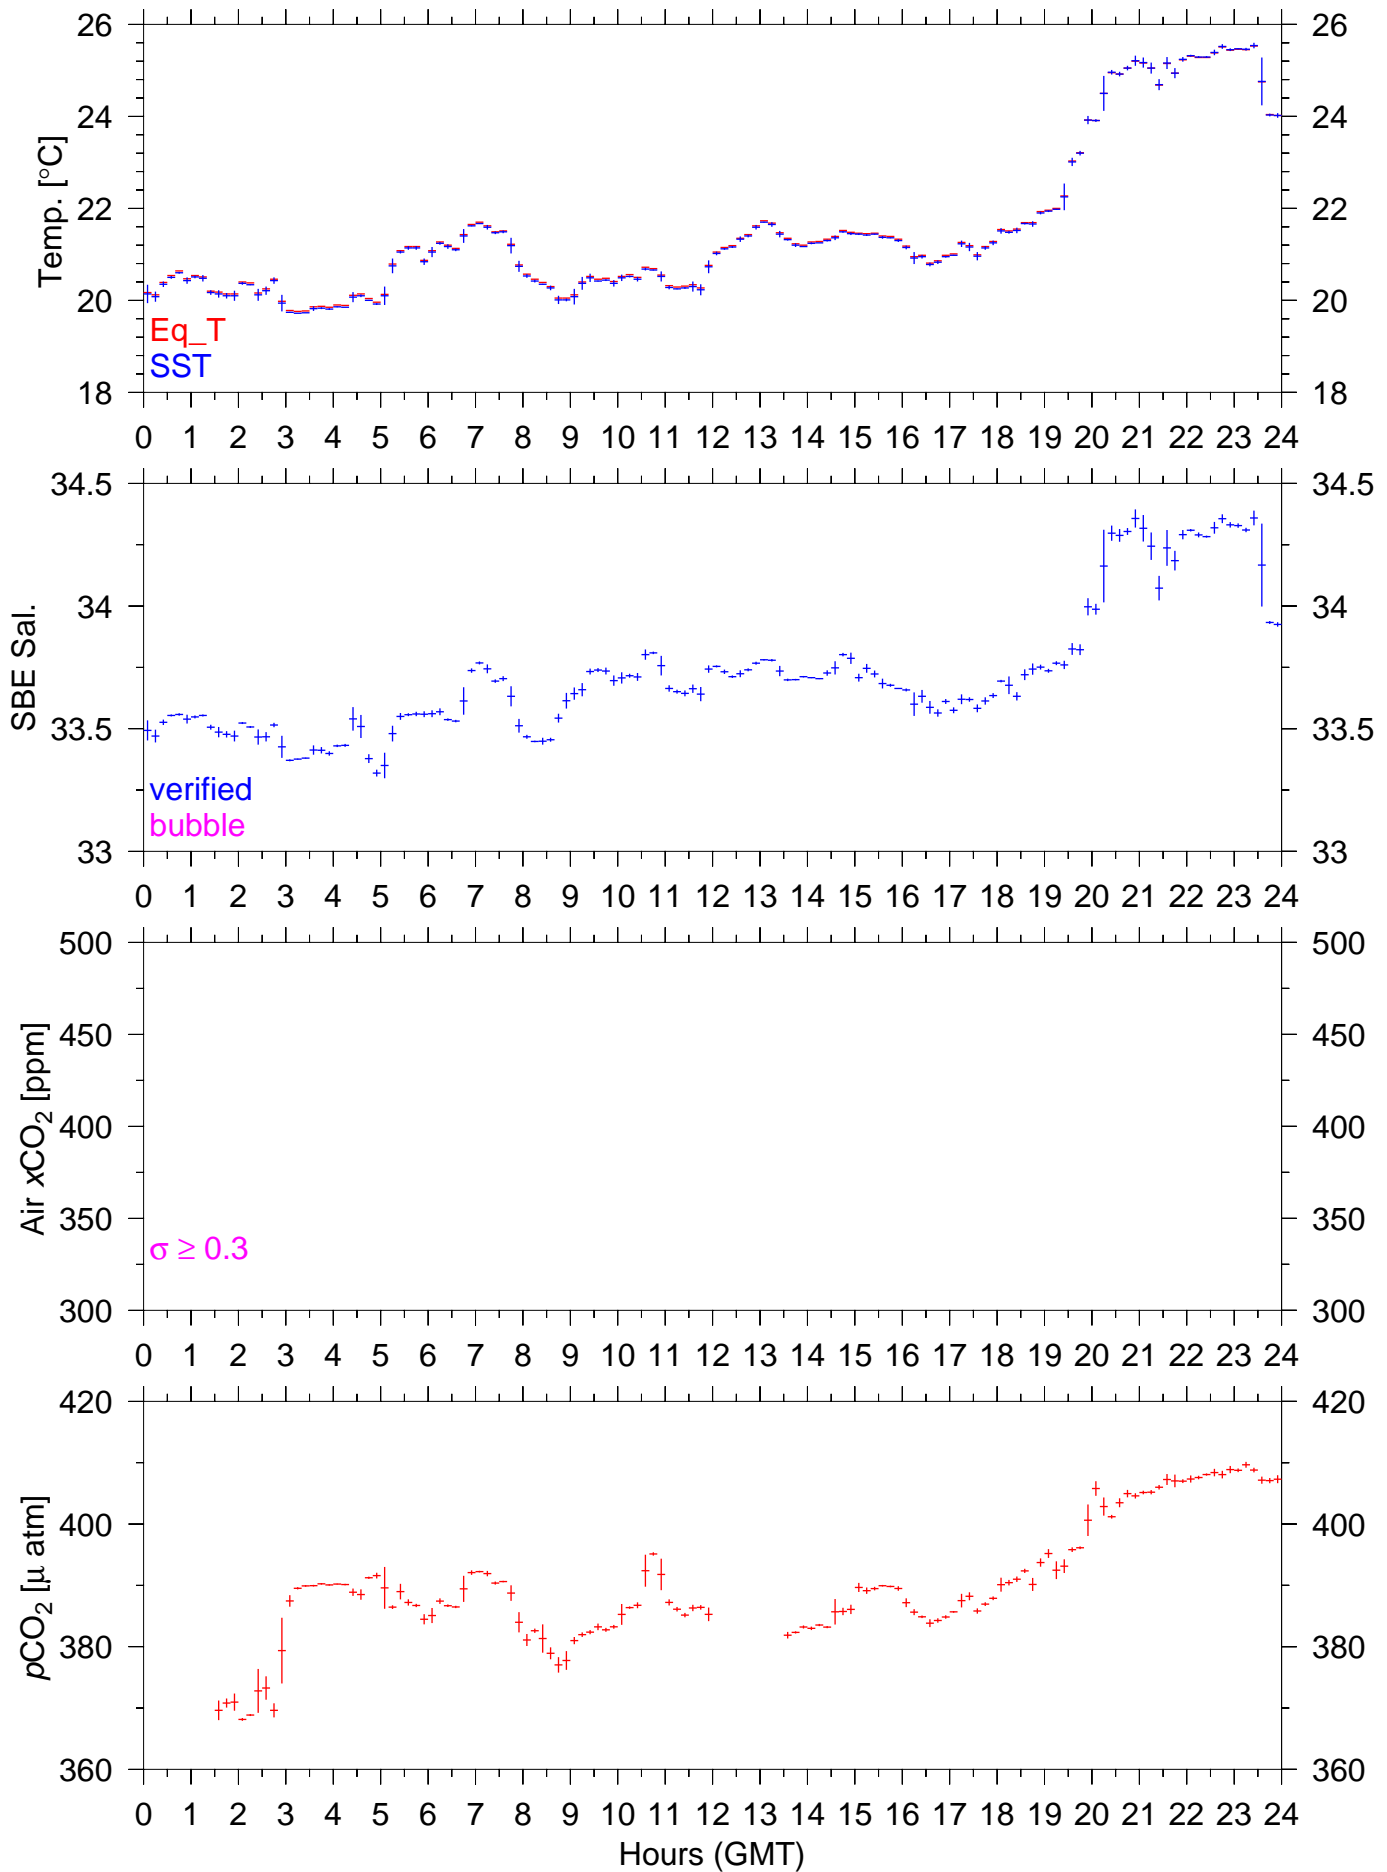 26 26
24 24
22 22
20 20
18 18
Temp. [°C]
Eq_T
SST
0 1 2 3 4 5 6 7 8 9 10 11 12 13 14 15 16 17 18 19 20 21 22 23 24
34.5 34.5
34 34
33.5 33.5
33 33
SBE Sal.
verified
bubble
0 1 2 3 4 5 6 7 8 9 10 11 12 13 14 15 16 17 18 19 20 21 22 23 24
500 500
450 450
400 400
350 350
300 300
Air xCO₂ [ppm]
σ ≥ 0.3
0 1 2 3 4 5 6 7 8 9 10 11 12 13 14 15 16 17 18 19 20 21 22 23 24
420 420
400 400
380 380
360 360
pCO₂ [µ atm]
0 1 2 3 4 5 6 7 8 9 10 11 12 13 14 15 16 17 18 19 20 21 22 23 24
Hours (GMT)